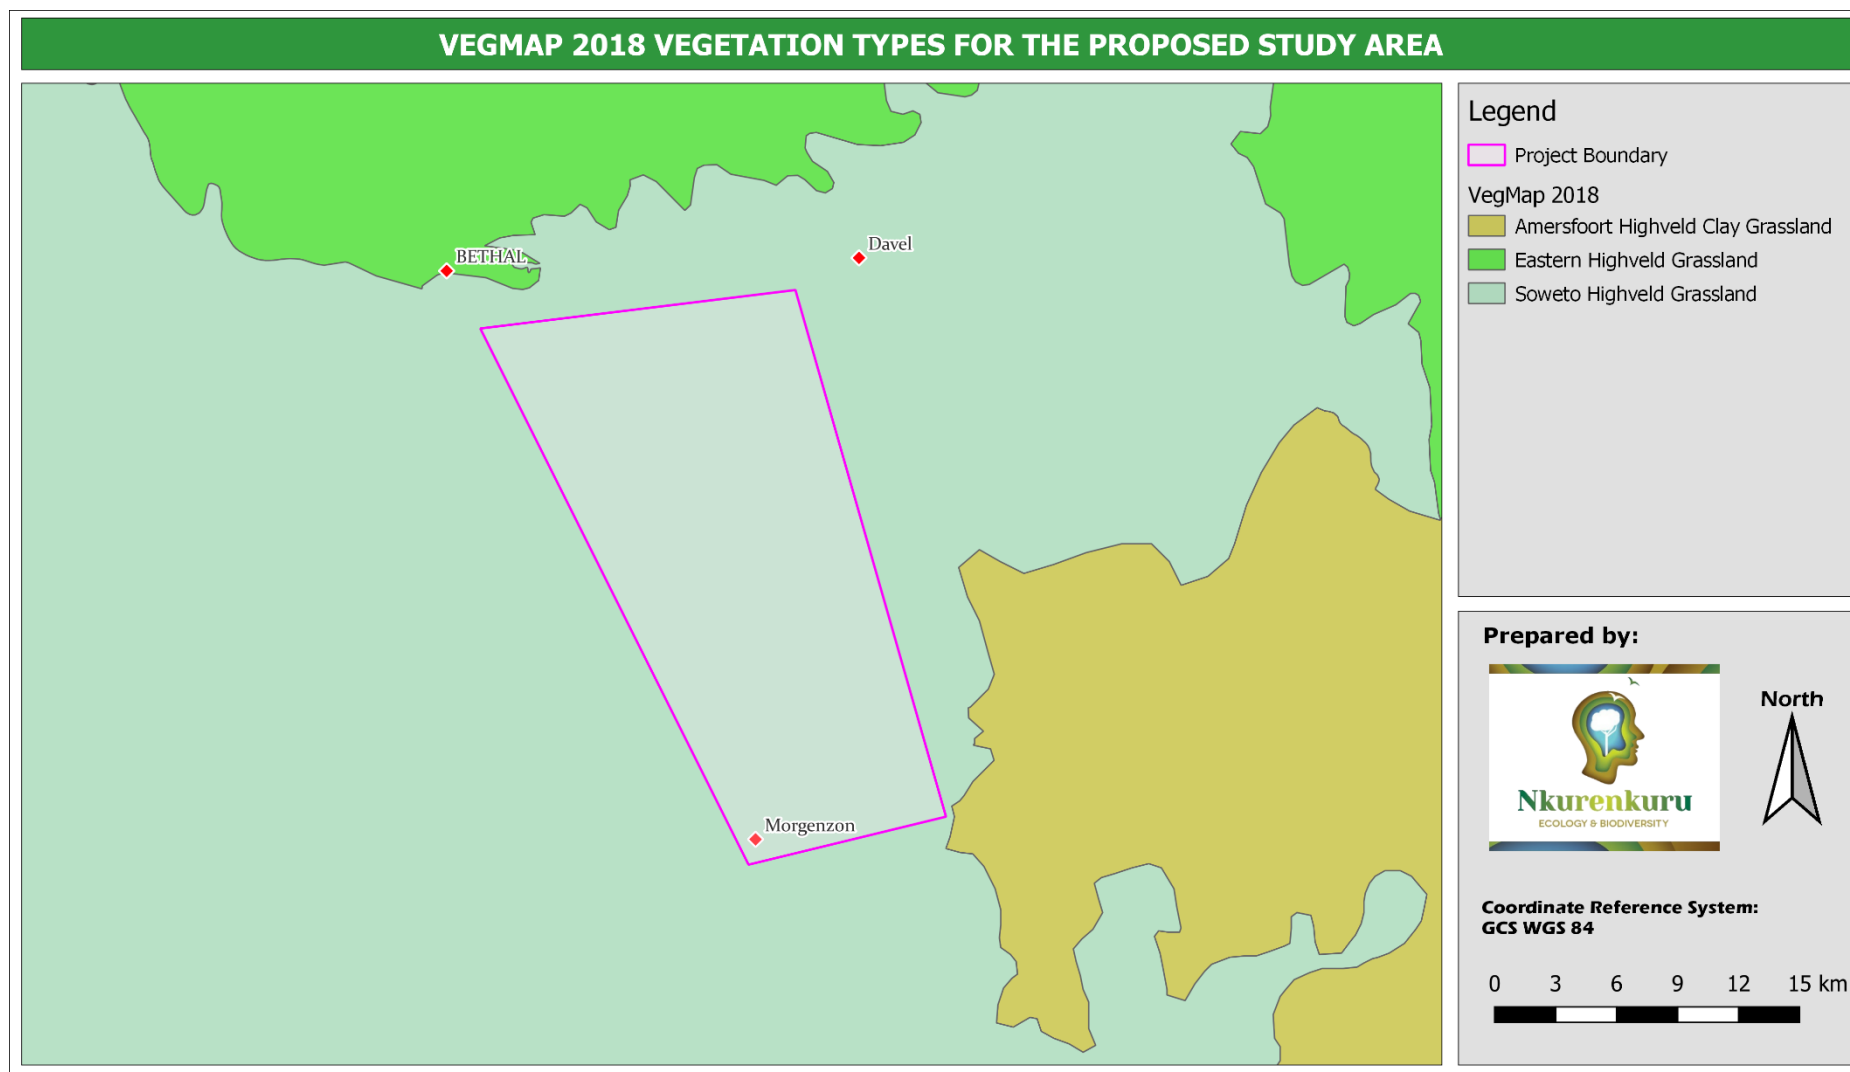 VEGMAP 2018 VEGETATION TYPES FOR THE PROPOSED STUDY AREA
BETHAL
Davel
Morgenzon
Legend
Project Boundary
VegMap 2018
Amersfoort Highveld Clay Grassland
Eastern Highveld Grassland
Soweto Highveld Grassland
Prepared by:
Nkurenkuru
ECOLOGY & BIODIVERSITY
North
Coordinate Reference System:
GCS WGS 84
0 3 6 9 12 15 km